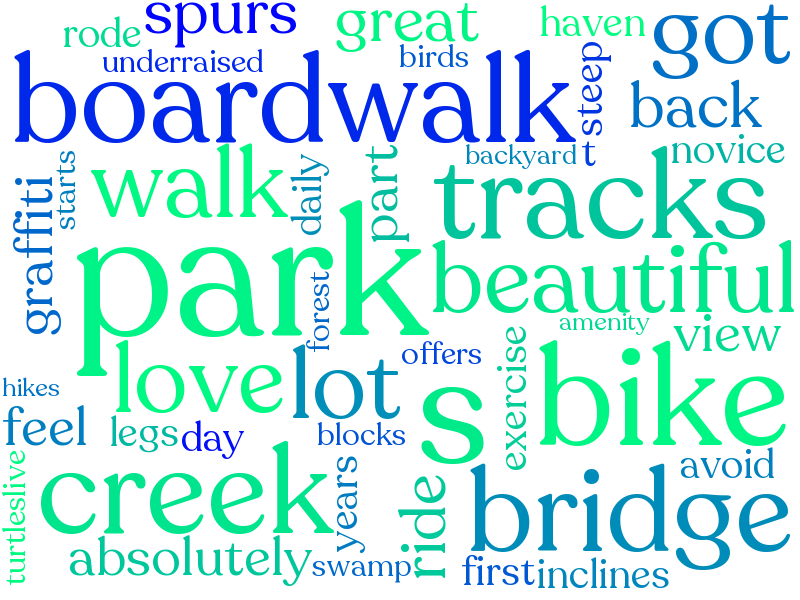 rode
spurs
great
haven
got
underraised
birds
boardwalk
steep
back
t
backyard
novice
graffiti
starts
walk
daily
part
tracks
park
forest
beautiful
amenity
view
love
lot
offers
s
exercise
bike
hikes
feel
legs
day
blocks
avoid
turtleslive
creek
years
ride
bridge
absolutely
swamp
first
inclines